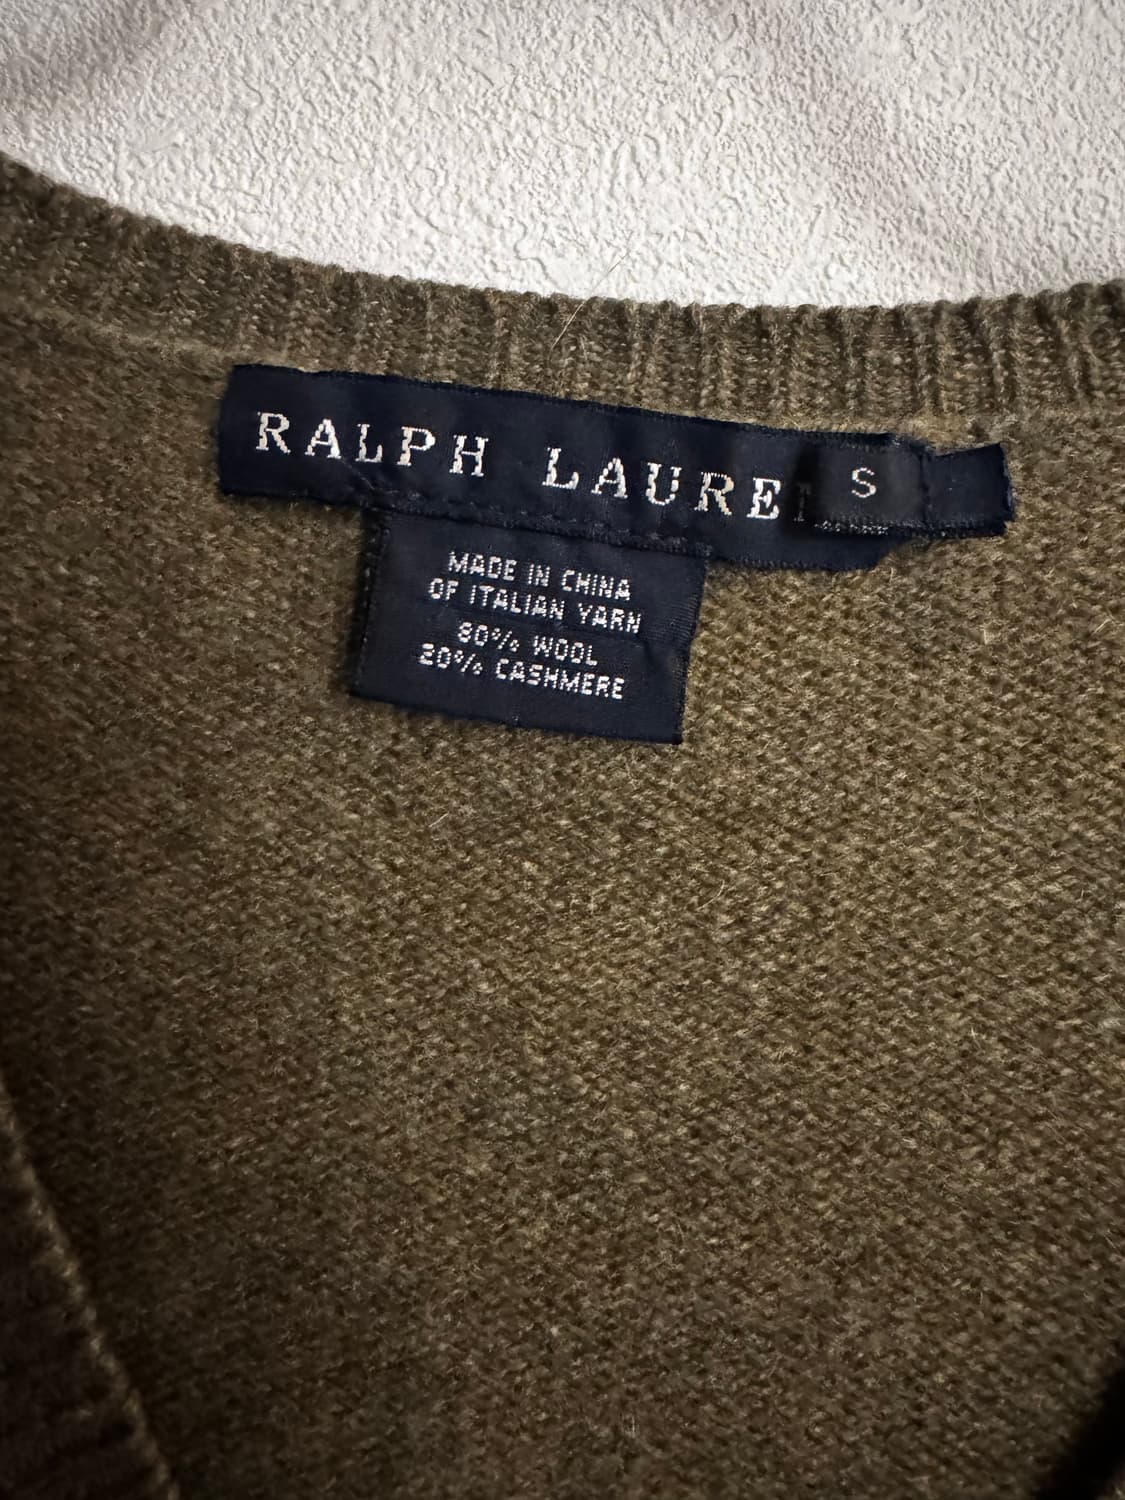 RALPH LAURE S
MADE IN CHINA
OF ITALIAN YARN
80% WOOL
20% CASHMERE